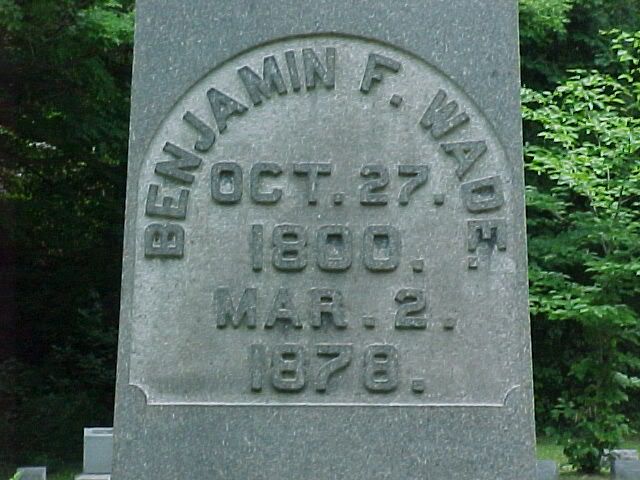 BENJAMIN F. WADE.
OCT. 27.
1800.
MAR. 2.
1878.